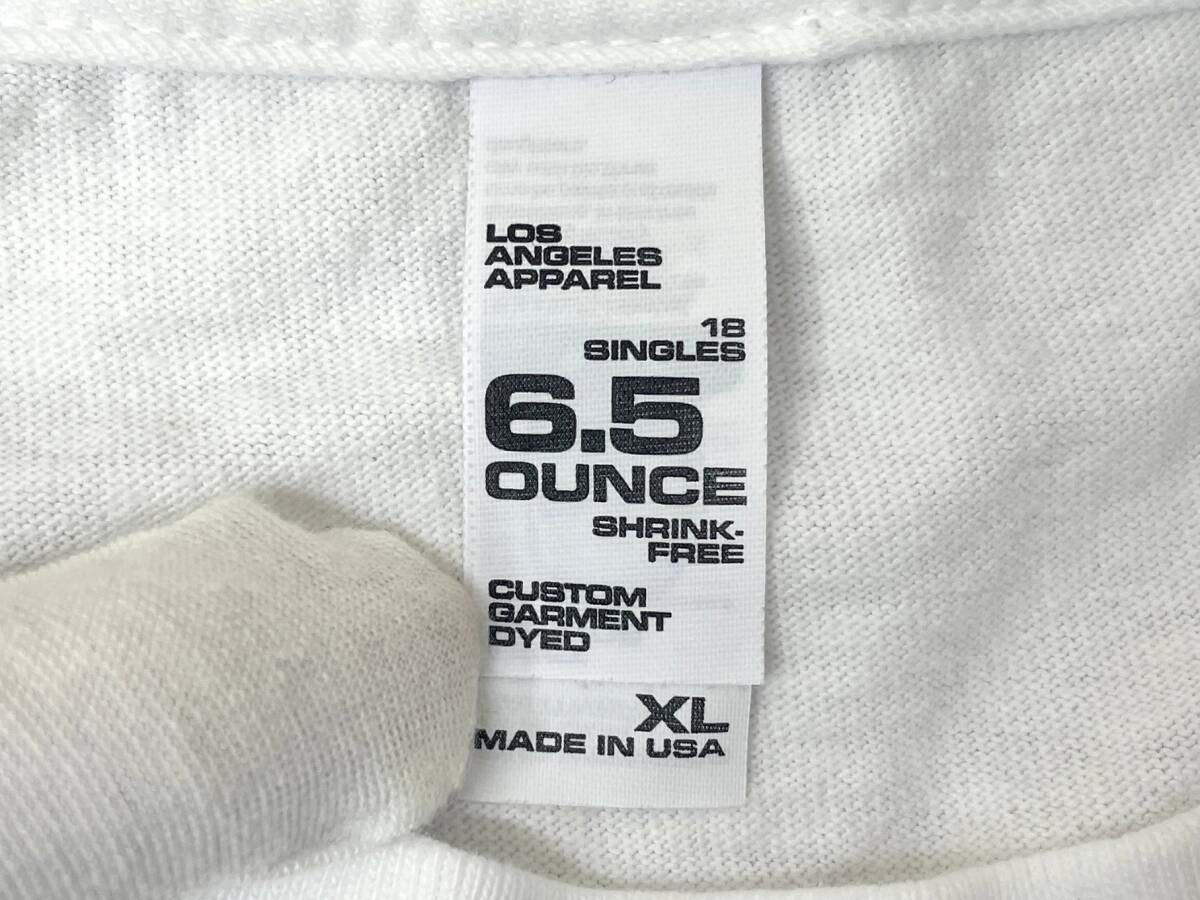 LOS
ANGELES
APPAREL
18
SINGLES
6.5
OUNCE
SHRINK-
FREE
CUSTOM
GARMENT
DYED
XL
MADE IN USA